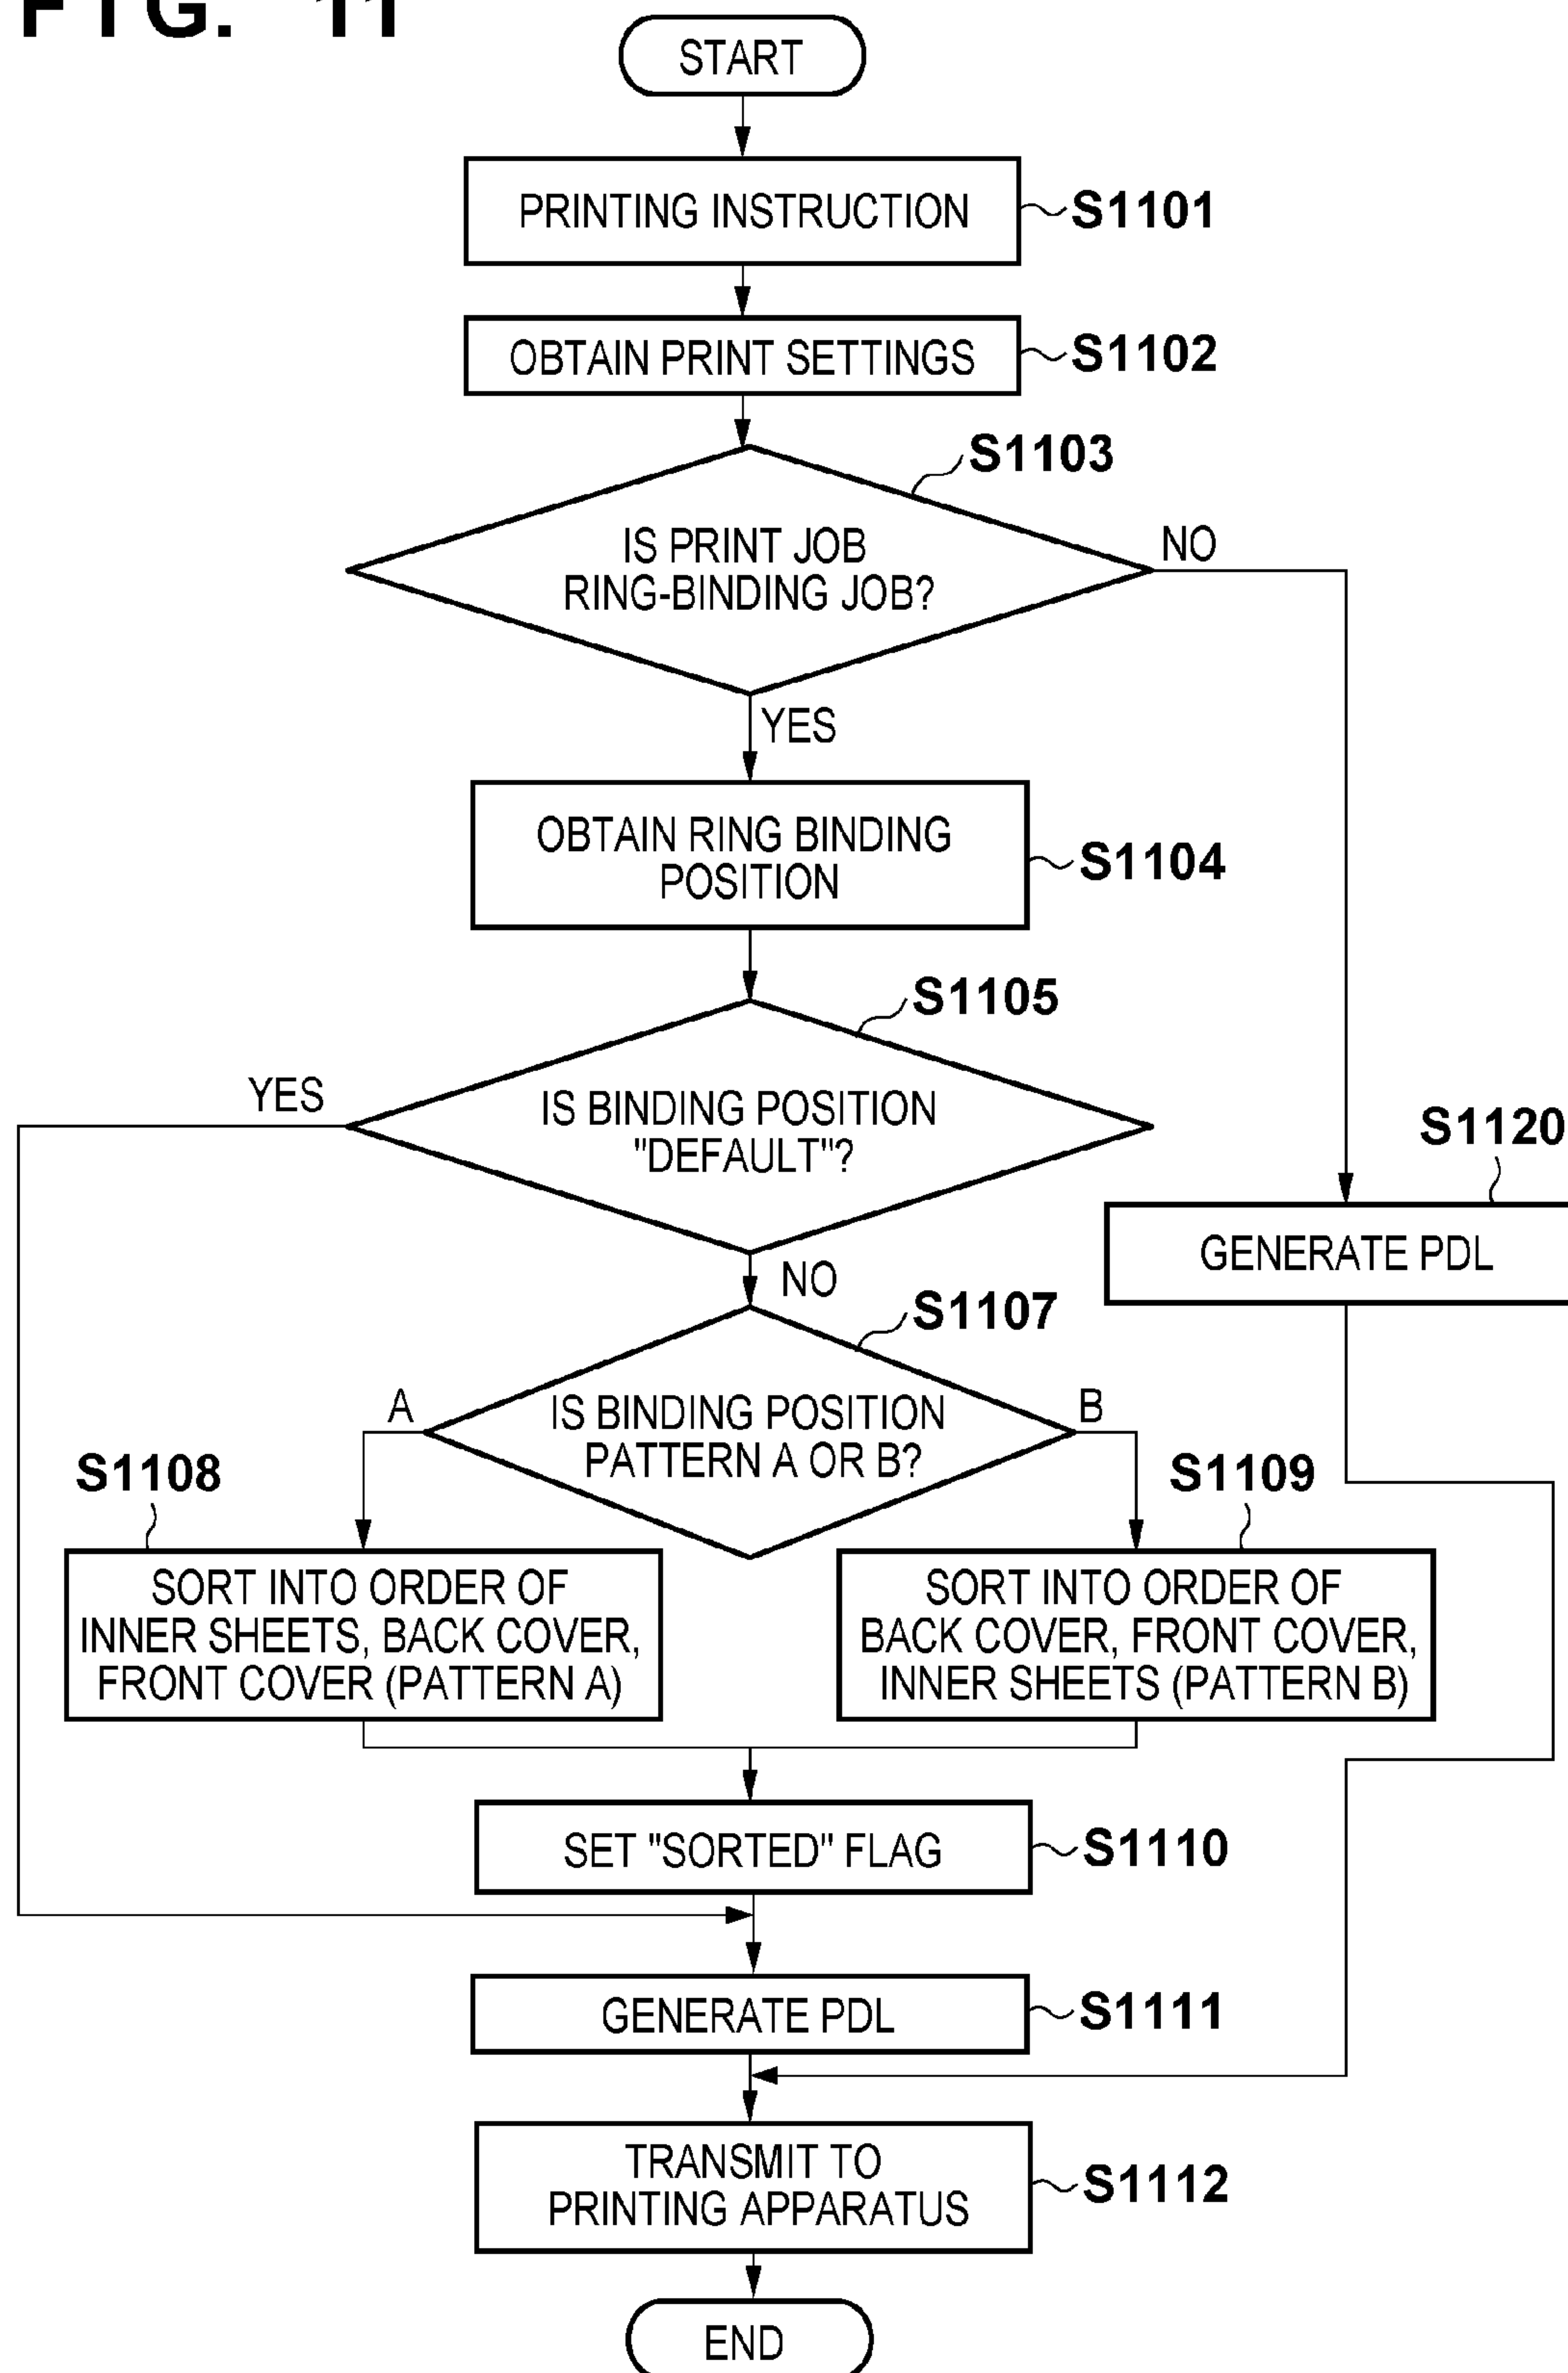 FIG. 11
START
PRINTING INSTRUCTION
S1101
OBTAIN PRINT SETTINGS
S1102
S1103
IS PRINT JOB
RING-BINDING JOB?
NO
YES
OBTAIN RING BINDING
POSITION
S1104
S1105
YES
IS BINDING POSITION
"DEFAULT"?
S1120
GENERATE PDL
NO
S1107
A
IS BINDING POSITION
PATTERN A OR B?
B
S1108
S1109
SORT INTO ORDER OF
INNER SHEETS, BACK COVER,
FRONT COVER (PATTERN A)
SORT INTO ORDER OF
BACK COVER, FRONT COVER,
INNER SHEETS (PATTERN B)
SET "SORTED" FLAG
S1110
GENERATE PDL
S1111
TRANSMIT TO
PRINTING APPARATUS
S1112
END